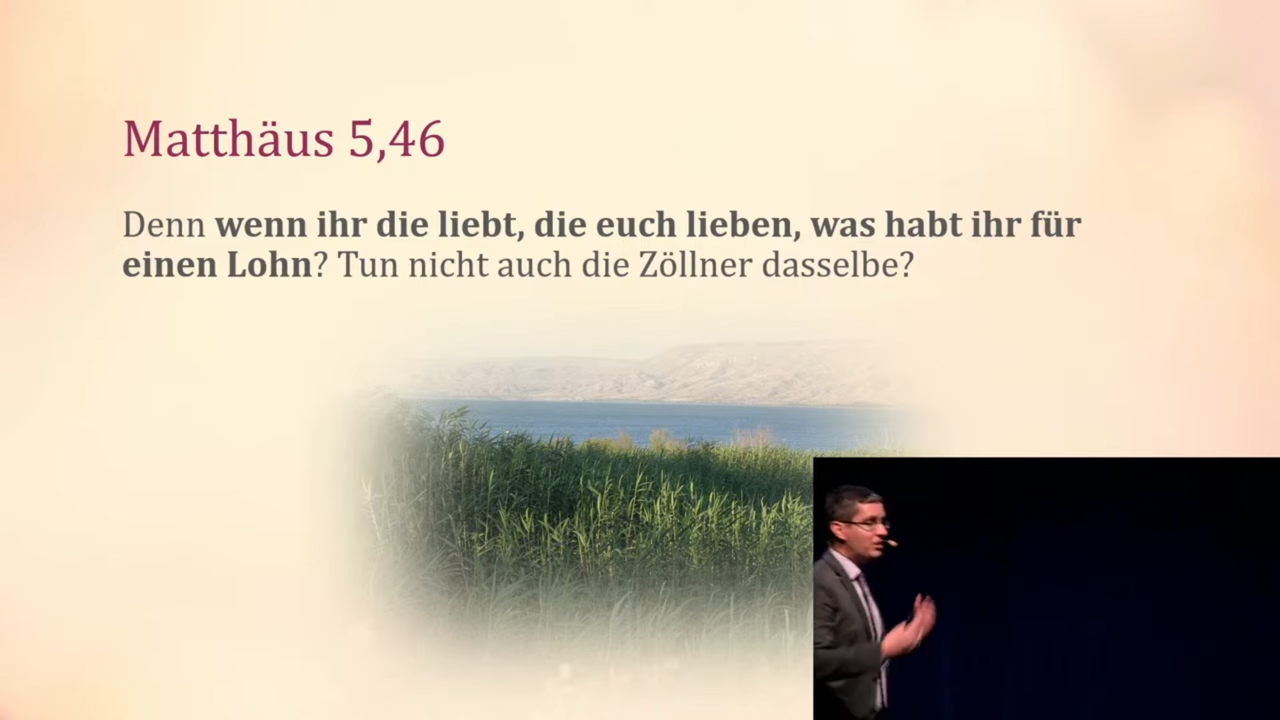 Matthäus 5,46
Denn wenn ihr die liebt, die euch lieben, was habt ihr für
einen Lohn? Tun nicht auch die Zöllner dasselbe?